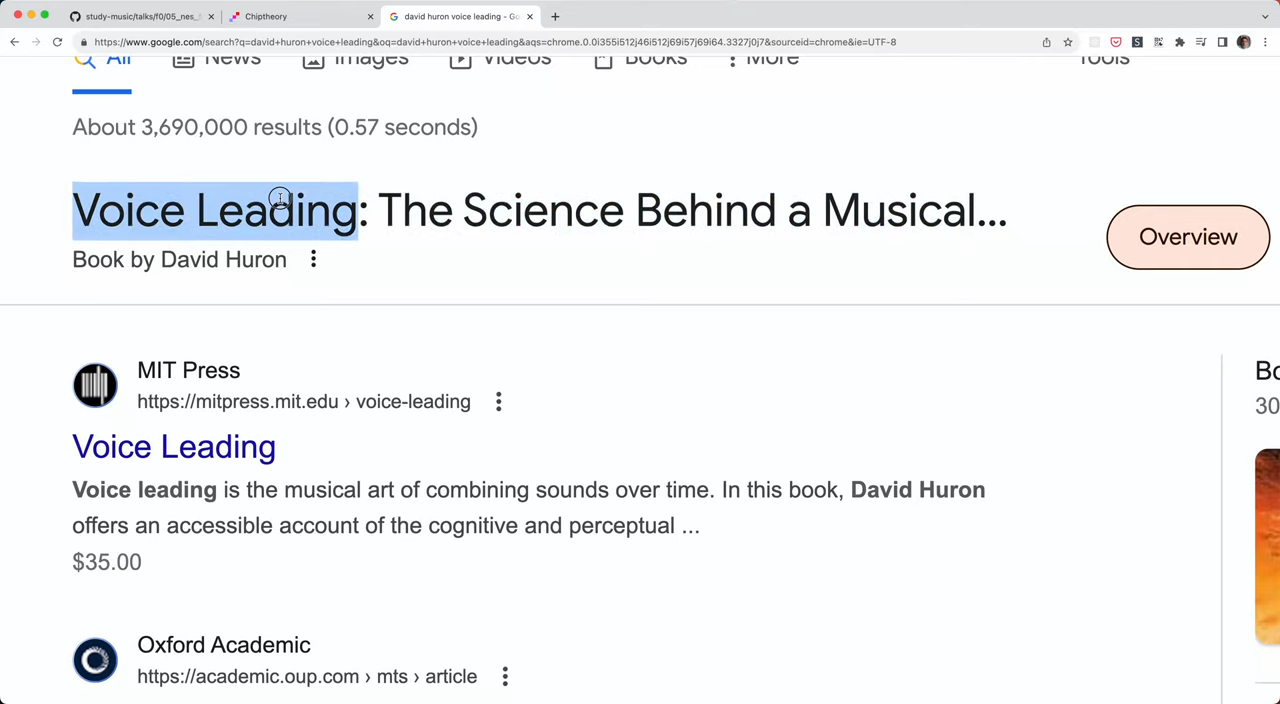 study-music/talks/f0/05_nes_
Chiptheory
david huron voice leading - Go
https://www.google.com/search?q=david+huron+voice+leading&oq=david+huron+voice+leading&aqs=chrome.0.0i355i512j46i512j69i57j69i64.3327j0j7&sourceid=chrome&ie=UTF-8
All News Images Videos Books More Tools
About 3,690,000 results (0.57 seconds)
Voice Leading: The Science Behind a Musical...
Book by David Huron
Overview
MIT Press
https://mitpress.mit.edu › voice-leading
Voice Leading
Voice leading is the musical art of combining sounds over time. In this book, David Huron
offers an accessible account of the cognitive and perceptual ...
$35.00
Bo
30
Oxford Academic
https://academic.oup.com › mts › article